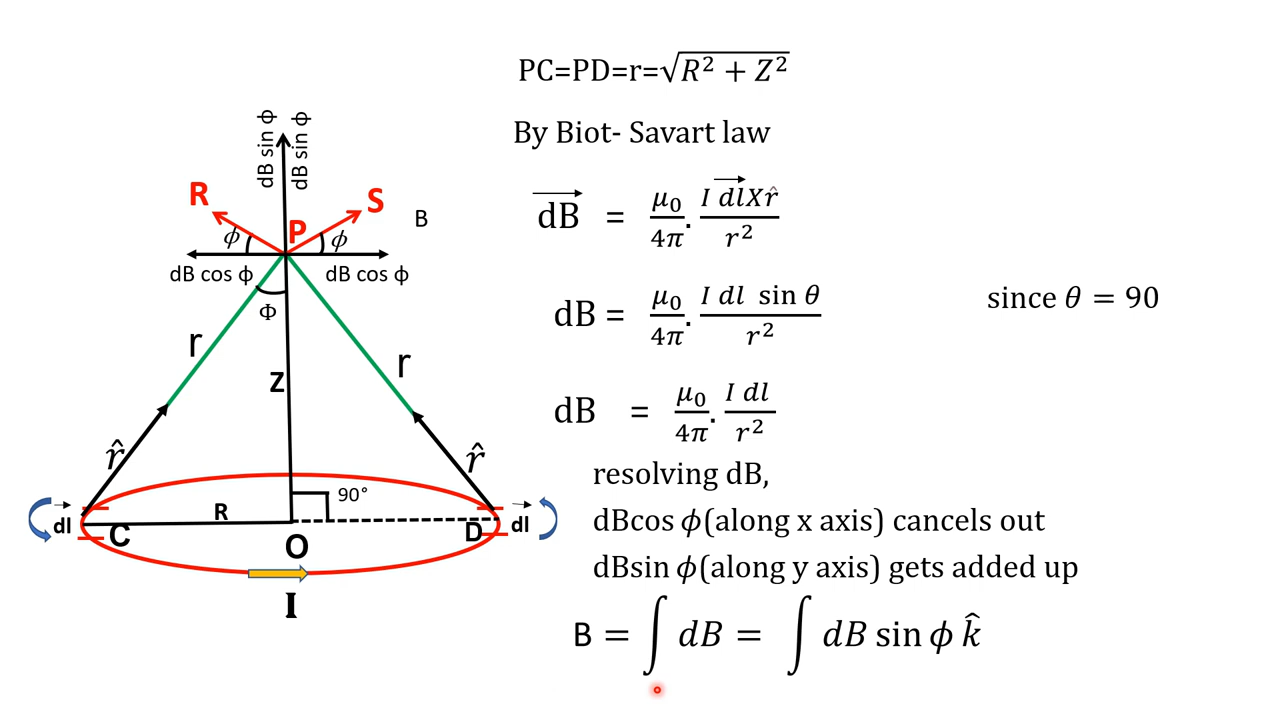 PC=PD=r=√R² + Z²
By Biot- Savart law
dB⃗ = μ₀/4π . I dl⃗Xr̂/r²
dB = μ₀/4π . I dl sin θ/r²
since θ = 90
dB = μ₀/4π . I dl/r²
resolving dB,
dBcos ϕ(along x axis) cancels out
dBsin ϕ(along y axis) gets added up
B = ∫ dB = ∫ dB sin ϕ k̂
dB sin ϕ
dB sin ϕ
R
S
P
B
ϕ
ϕ
dB cos ϕ
dB cos ϕ
Φ
r
r
Z
r̂
r̂
R
90°
dl⃗
C
O
D
dl⃗
I